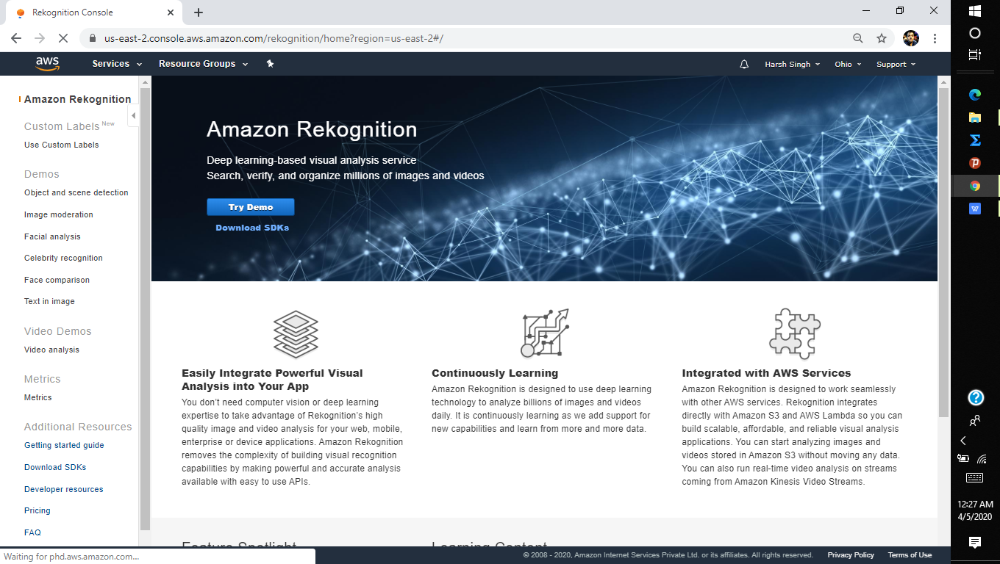 Rekognition Console
us-east-2.console.aws.amazon.com/rekognition/home?region=us-east-2#/
aws
Services
Resource Groups
Harsh Singh
Ohio
Support
Amazon Rekognition
Custom Labels New
Use Custom Labels
Demos
Object and scene detection
Image moderation
Facial analysis
Celebrity recognition
Face comparison
Text in image
Video Demos
Video analysis
Metrics
Metrics
Additional Resources
Getting started guide
Download SDKs
Developer resources
Pricing
FAQ
Amazon Rekognition
Deep learning-based visual analysis service
Search, verify, and organize millions of images and videos
Try Demo
Download SDKs
Easily Integrate Powerful Visual
Analysis into Your App
You don't need computer vision or deep learning
expertise to take advantage of Rekognition's high
quality image and video analysis for your web, mobile,
enterprise or device applications. Amazon Rekognition
removes the complexity of building visual recognition
capabilities by making powerful and accurate analysis
available with easy to use APIs.
Continuously Learning
Amazon Rekognition is designed to use deep learning
technology to analyze billions of images and videos
daily. It is continuously learning as we add support for
new capabilities and learn from more and more data.
Integrated with AWS Services
Amazon Rekognition is designed to work seamlessly
with other AWS services. Rekognition integrates
directly with Amazon S3 and AWS Lambda so you can
build scalable, affordable, and reliable visual analysis
applications. You can start analyzing images and
videos stored in Amazon S3 without moving any data.
You can also run real-time video analysis on streams
coming from Amazon Kinesis Video Streams.
Feature Spotlight
Learning Content
Waiting for phd.aws.amazon.com...
© 2008 - 2020, Amazon Internet Services Private Ltd. or its affiliates. All rights reserved.
Privacy Policy
Terms of Use
12:27 AM
4/5/2020